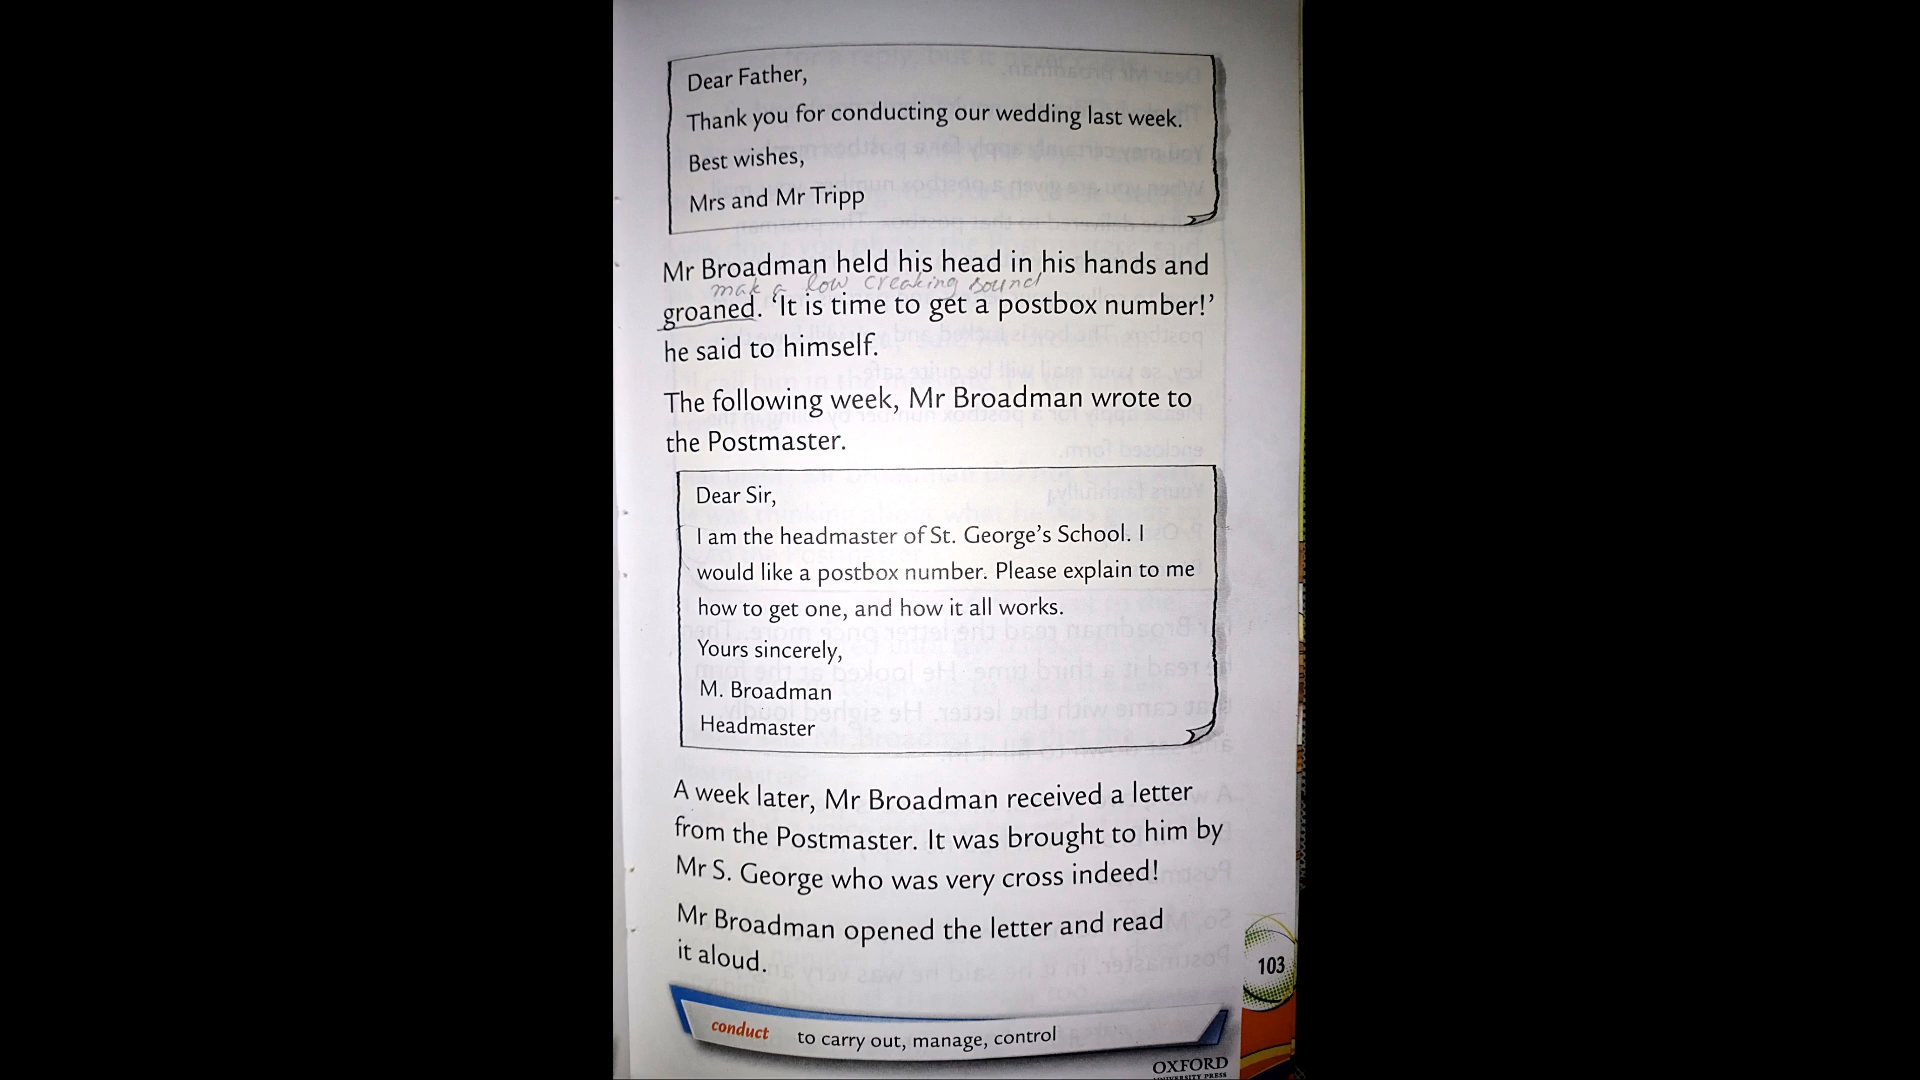 Dear Father,
Thank you for conducting our wedding last week.
Best wishes,
Mrs and Mr Tripp
Mr Broadman held his head in his hands and
mak a low creaking sound
groaned. ‘It is time to get a postbox number!’
he said to himself.
The following week, Mr Broadman wrote to
the Postmaster.
Dear Sir,
I am the headmaster of St. George’s School. I
would like a postbox number. Please explain to me
how to get one, and how it all works.
Yours sincerely,
M. Broadman
Headmaster
A week later, Mr Broadman received a letter
from the Postmaster. It was brought to him by
Mr S. George who was very cross indeed!
Mr Broadman opened the letter and read
it aloud.
103
conduct to carry out, manage, control
OXFORD
UNIVERSITY PRESS